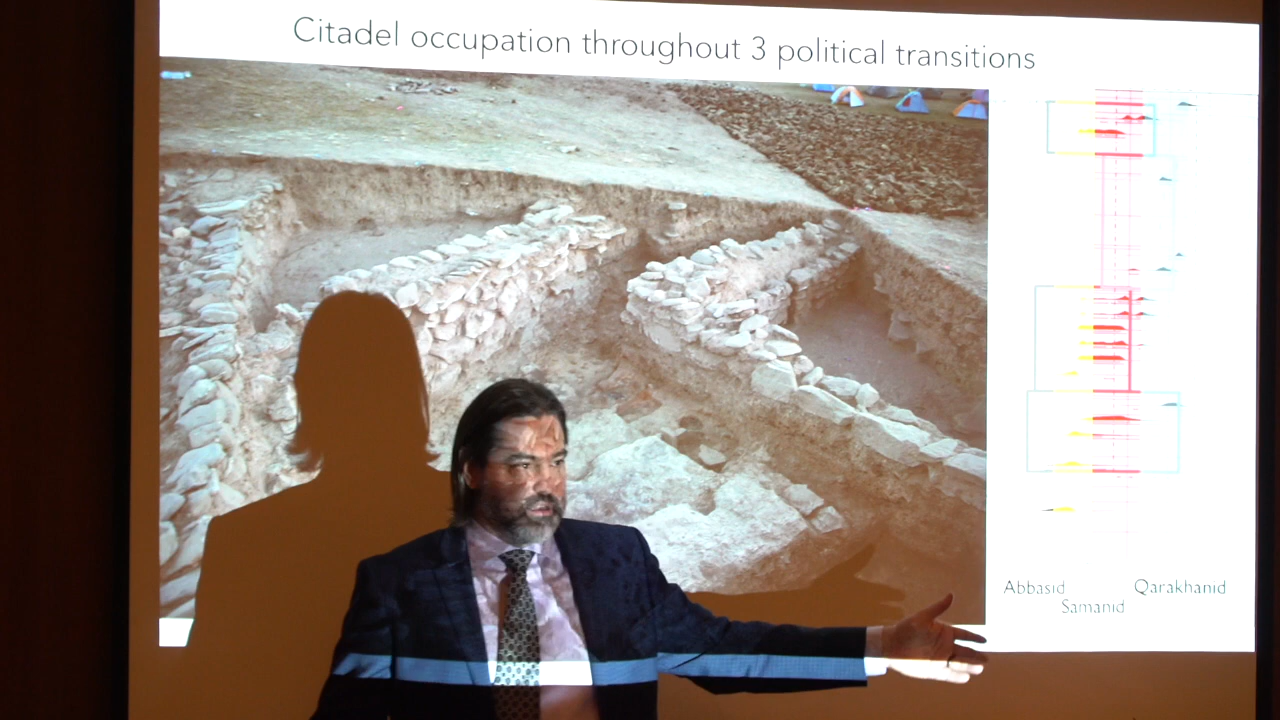 Citadel occupation throughout 3 political transitions
Abbasid
Qarakhanid
Samanid